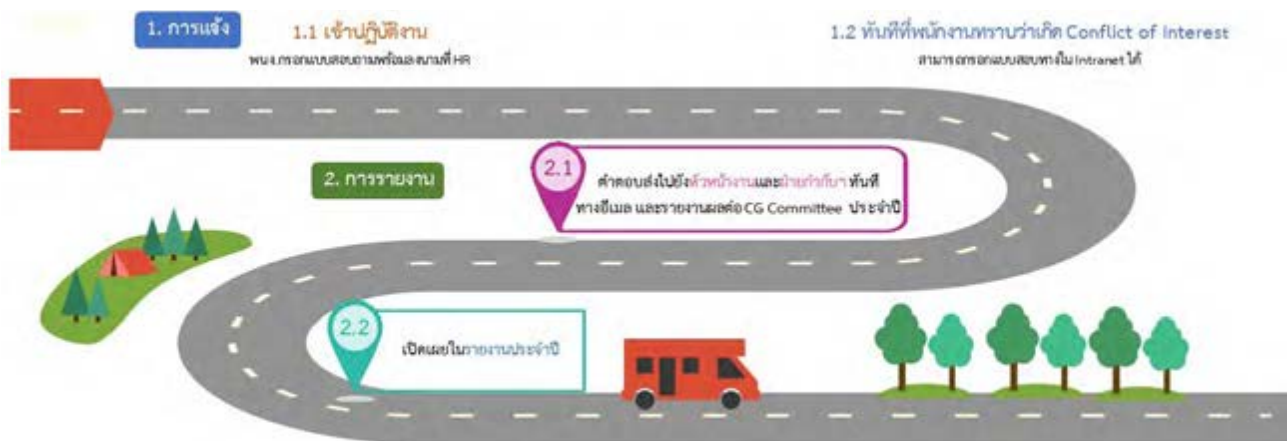 1. การแจ้ง
1.1 เข้าปฏิบัติงาน
พนง.กรอกแบบสอบถามพร้อมลงนามที่ HR
1.2 ทันทีที่พนักงานทราบว่าเกิด Conflict of Interest
สามารถกรอกแบบสอบทางใน Intranet ได้
2. การรายงาน
2.1
คำตอบส่งไปยังหัวหน้างานและฝ่ายกำกับฯ ทันที
ทางอีเมล และรายงานผลต่อ CG Committee ประจำปี
2.2
เปิดเผยในรายงานประจำปี